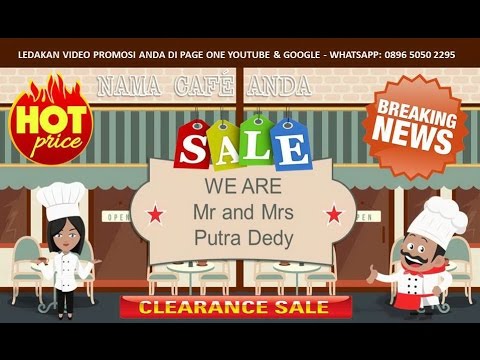 LEDAKAN VIDEO PROMOSI ANDA DI PAGE ONE YOUTUBE & GOOGLE - WHATSAPP: 0896 5050 2295
NAMA CAFÉ ANDA
HOT
price
BREAKING
NEWS
SALE
WE ARE
Mr and Mrs
Putra Dedy
OPEN
OPEN
CLEARANCE SALE